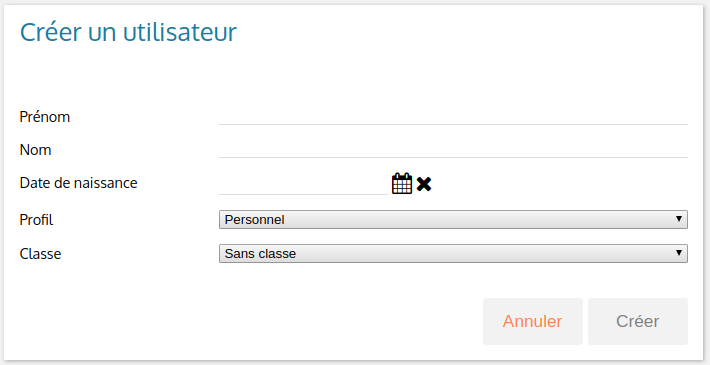 Créer un utilisateur
Prénom
Nom
Date de naissance
Profil Personnel
Classe Sans classe
Annuler Créer